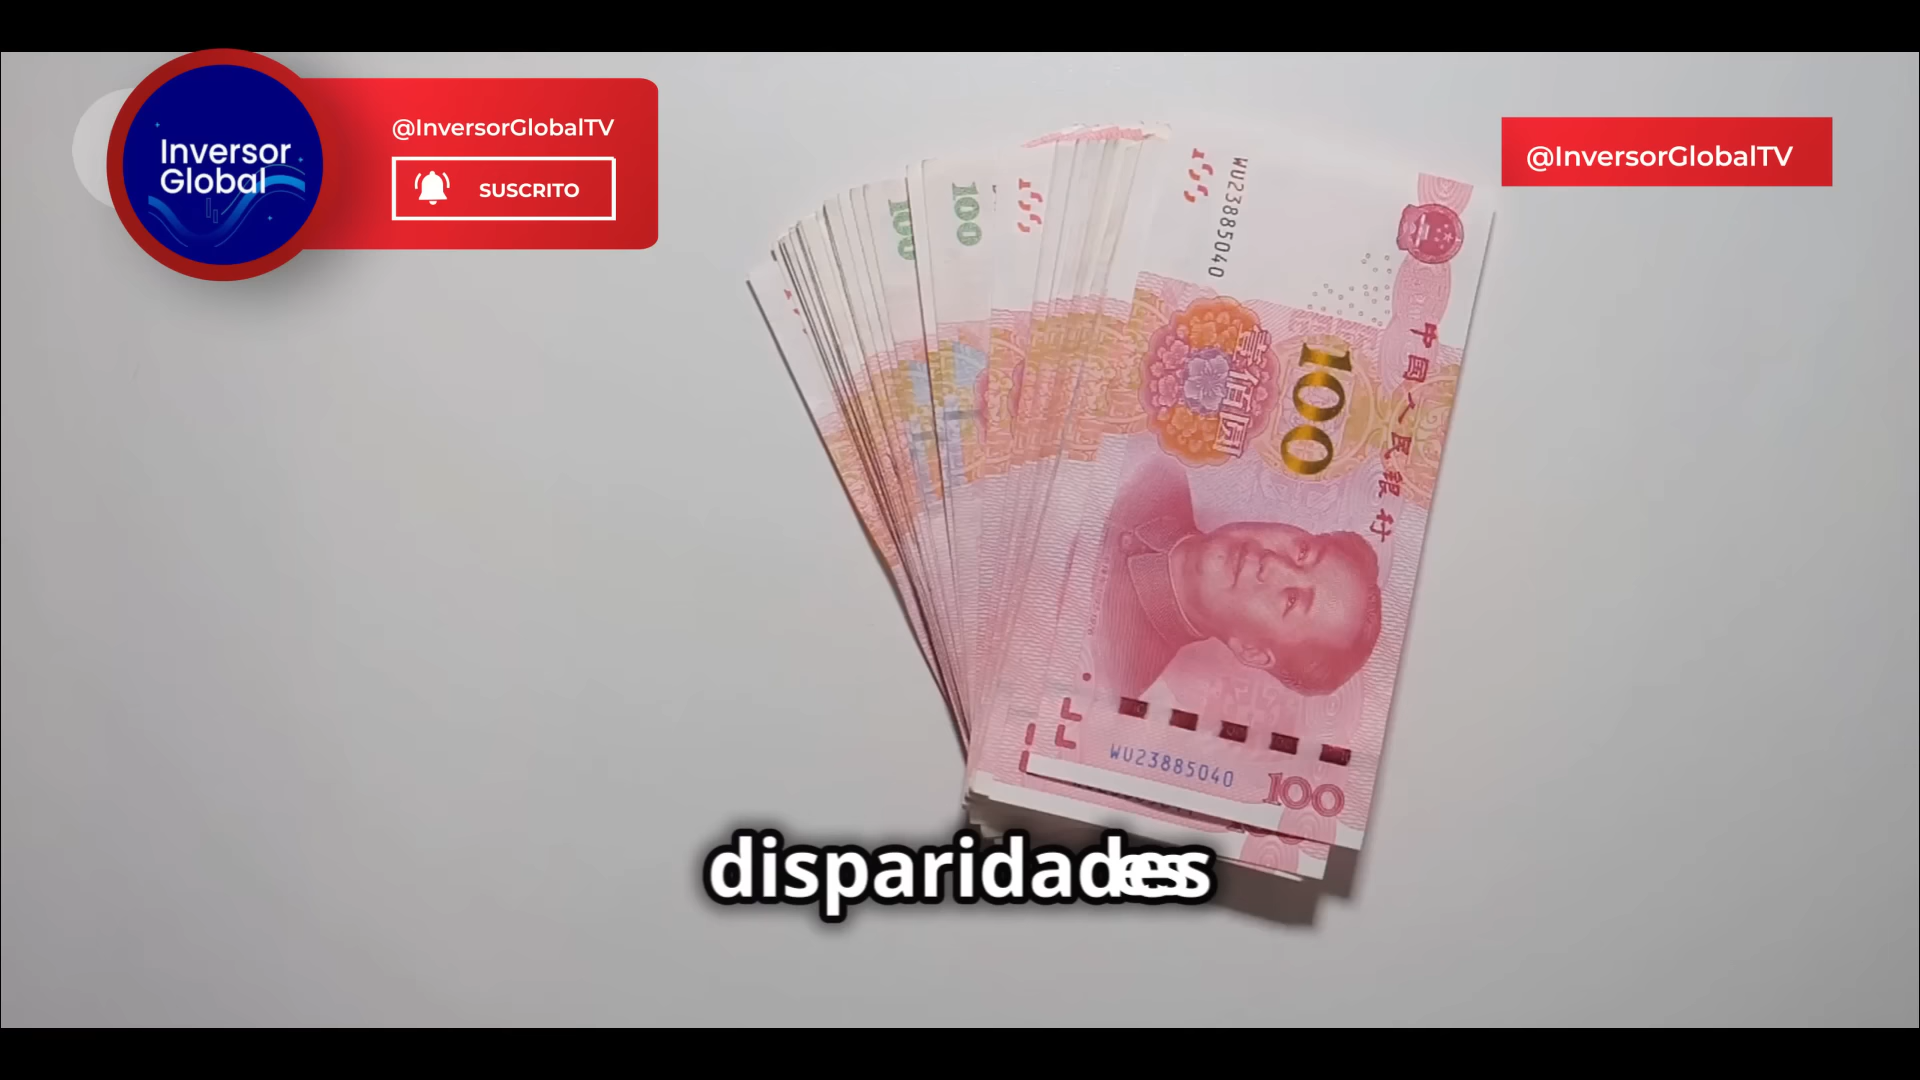 Inversor
Global
@InversorGlobalTV
SUSCRITO
@InversorGlobalTV
100
100
WU23885040
中国人民银行
壹佰圆
100
WU23885040
100
disparidades